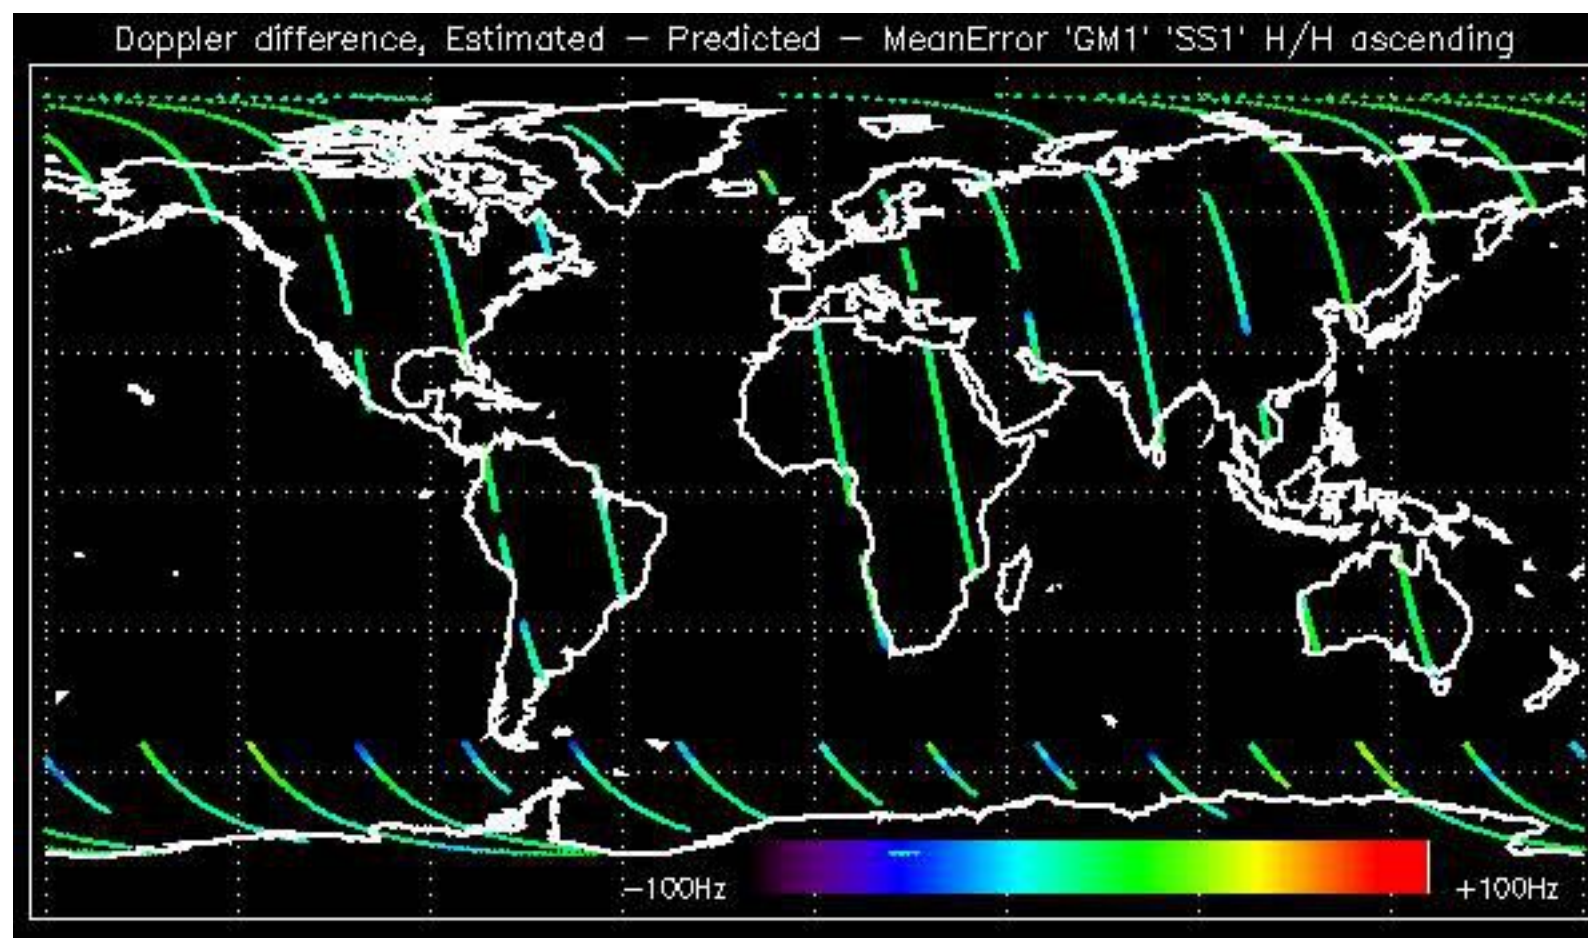 Doppler difference, Estimated − Predicted − MeanError 'GM1' 'SS1' H/H ascending
−100Hz +100Hz